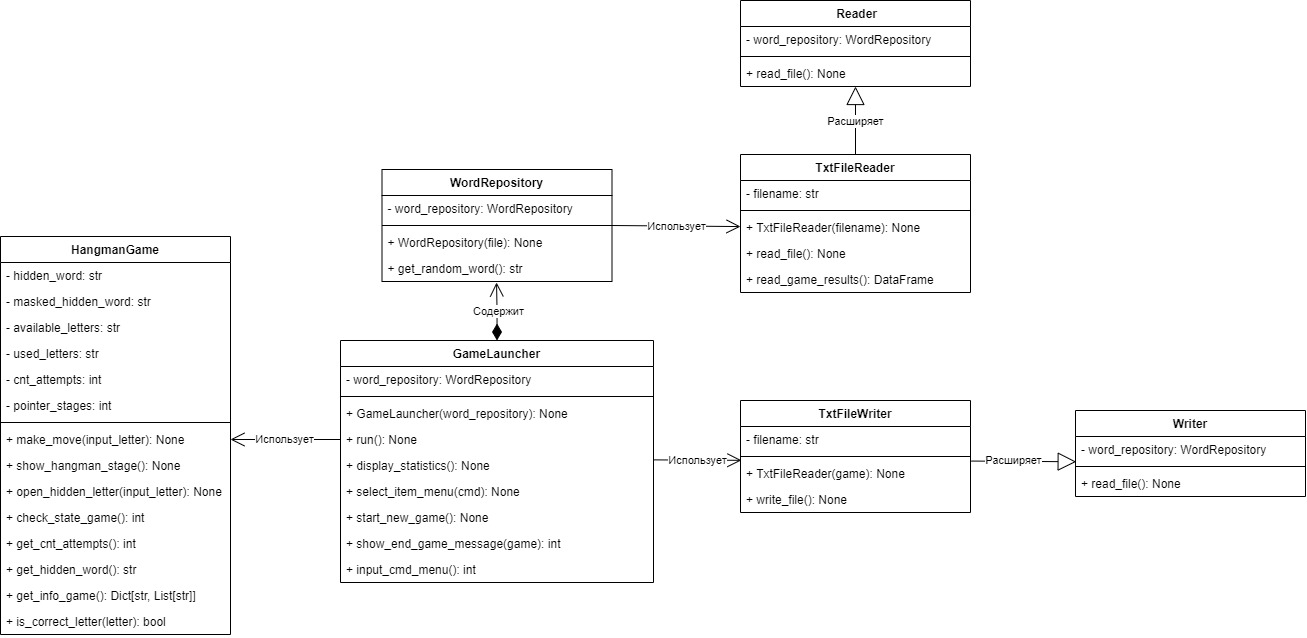 Reader
- word_repository: WordRepository
+ read_file(): None
Расширяет
TxtFileReader
- filename: str
+ TxtFileReader(filename): None
+ read_file(): None
+ read_game_results(): DataFrame
WordRepository
- word_repository: WordRepository
+ WordRepository(file): None
+ get_random_word(): str
Использует
Содержит
HangmanGame
- hidden_word: str
- masked_hidden_word: str
- available_letters: str
- used_letters: str
- cnt_attempts: int
- pointer_stages: int
+ make_move(input_letter): None
+ show_hangman_stage(): None
+ open_hidden_letter(input_letter): None
+ check_state_game(): int
+ get_cnt_attempts(): int
+ get_hidden_word(): str
+ get_info_game(): Dict[str, List[str]]
+ is_correct_letter(letter): bool
Использует
GameLauncher
- word_repository: WordRepository
+ GameLauncher(word_repository): None
+ run(): None
+ display_statistics(): None
+ select_item_menu(cmd): None
+ start_new_game(): None
+ show_end_game_message(game): int
+ input_cmd_menu(): int
Использует
TxtFileWriter
- filename: str
+ TxtFileReader(game): None
+ write_file(): None
Расширяет
Writer
- word_repository: WordRepository
+ read_file(): None